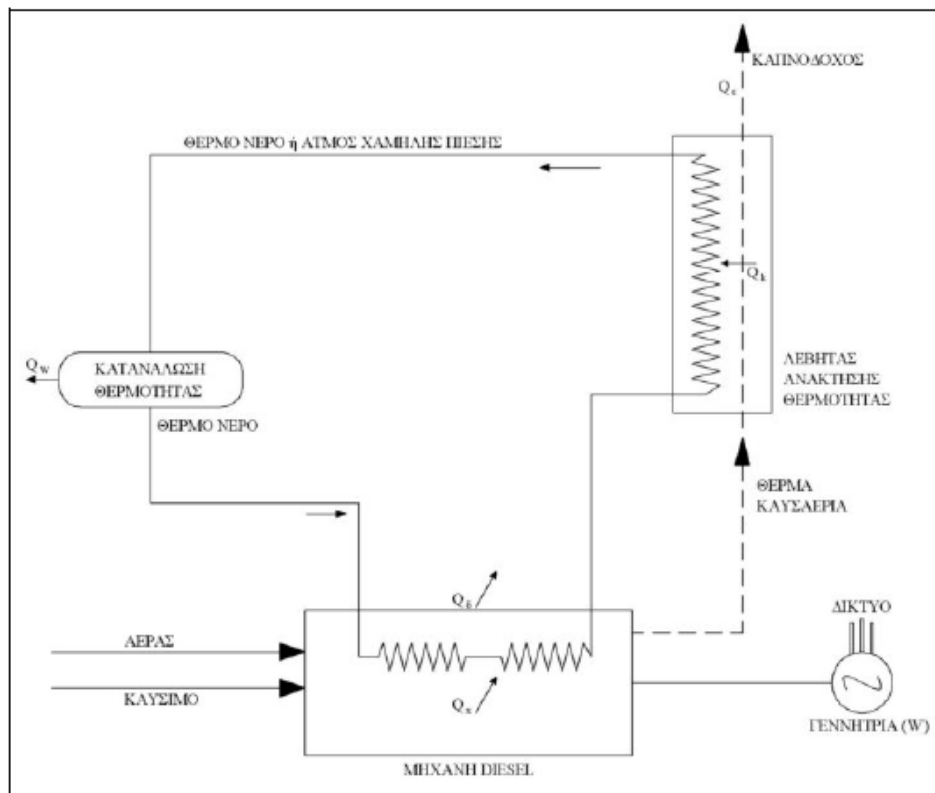 ΚΑΠΝΟΔΟΧΟΣ
Qε
ΘΕΡΜΟ ΝΕΡΟ ή ΑΤΜΟΣ ΧΑΜΗΛΗΣ ΠΙΕΣΗΣ
Qk
Qw
ΚΑΤΑΝΑΛΩΣΗ
ΘΕΡΜΟΤΗΤΑΣ
ΛΕΒΗΤΑΣ
ΑΝΑΚΤΗΣΗΣ
ΘΕΡΜΟΤΗΤΑΣ
ΘΕΡΜΟ ΝΕΡΟ
ΘΕΡΜΑ
ΚΑΥΣΑΕΡΙΑ
Qδ
ΔΙΚΤΥΟ
ΑΕΡΑΣ
ΚΑΥΣΙΜΟ
Qx
ΓΕΝΝΗΤΡΙΑ (W)
ΜΗΧΑΝΗ DIESEL